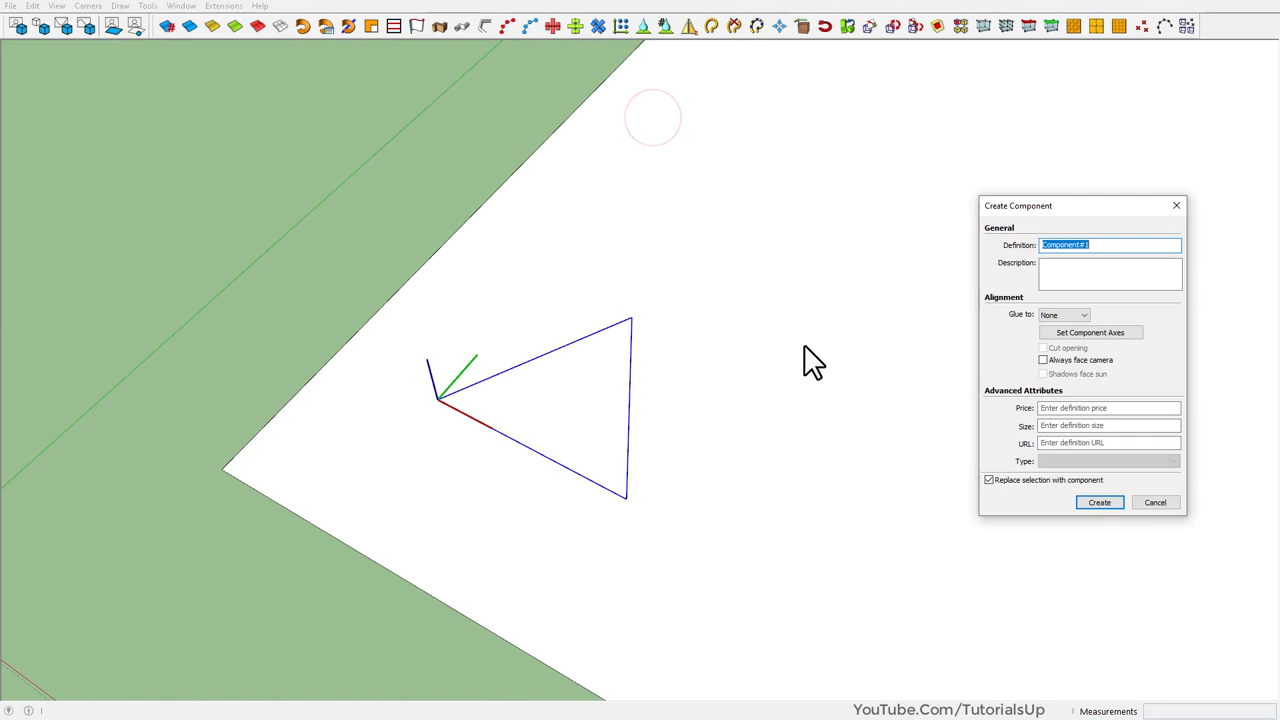 File Edit View Camera Draw Tools Window Extensions Help
Create Component
General
Definition: Component#1
Description:
Alignment
Glue to: None
Set Component Axes
Cut opening
Always face camera
Shadows face sun
Advanced Attributes
Price: Enter definition price
Size: Enter definition size
URL: Enter definition URL
Type:
Replace selection with component
Create Cancel
YouTube.Com/TutorialsUp
Measurements